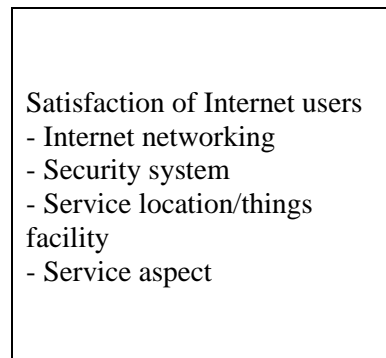 Satisfaction of Internet users
- Internet networking
- Security system
- Service location/things
facility
- Service aspect